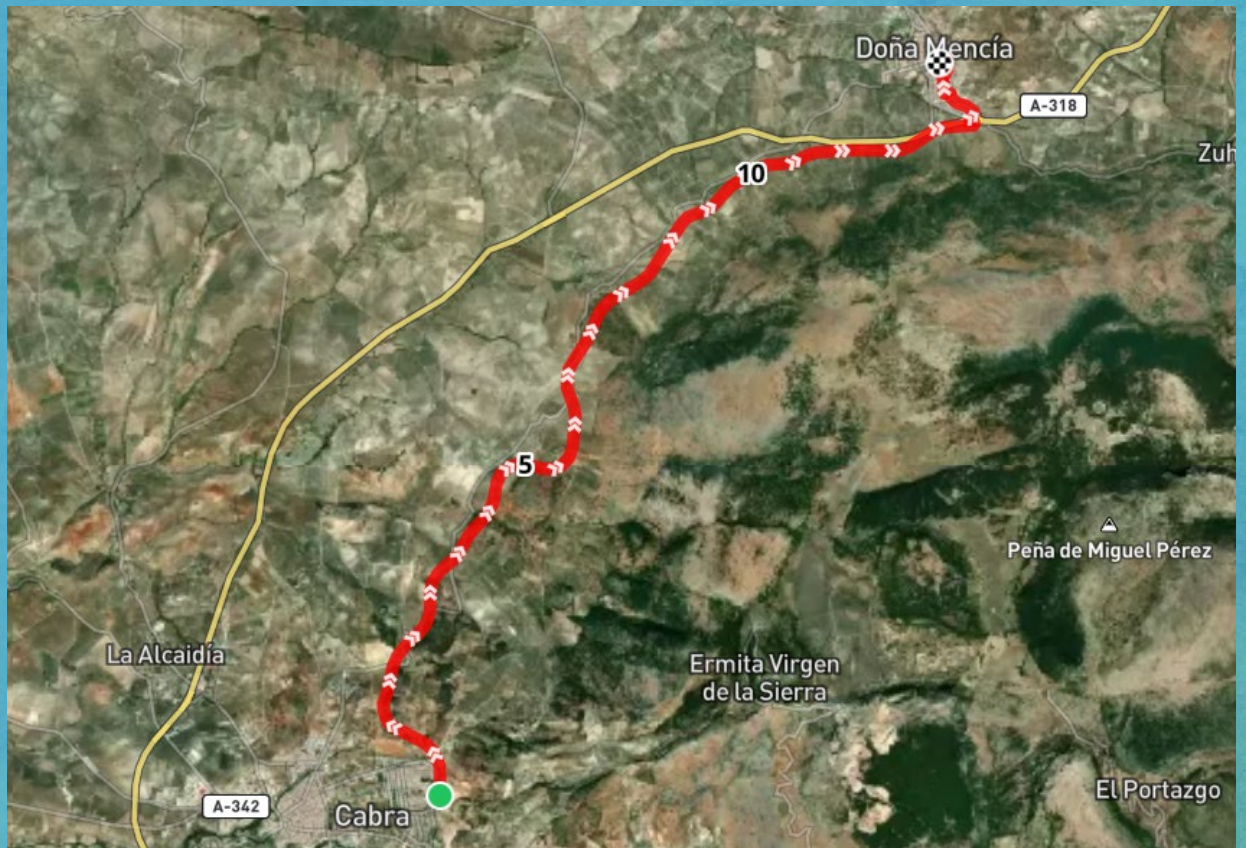 Doña Mencía
A-318
Zuh
10
5
Peña de Miguel Pérez
La Alcaidía
Ermita Virgen
de la Sierra
El Portazgo
A-342
Cabra